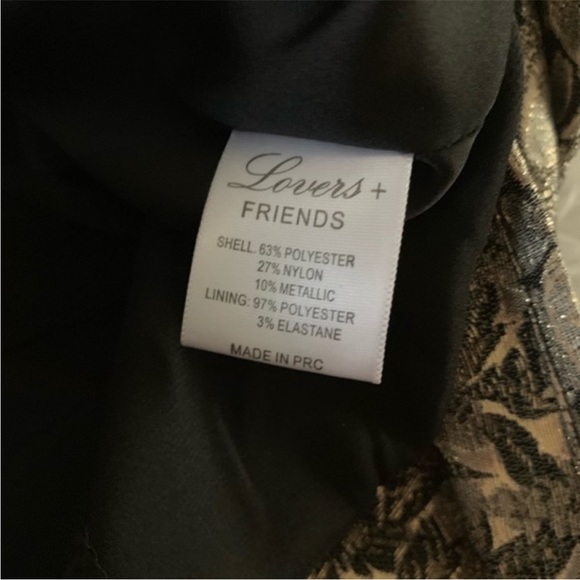 Lovers +
FRIENDS
SHELL: 63% POLYESTER
27% NYLON
10% METALLIC
LINING: 97% POLYESTER
3% ELASTANE
MADE IN PRC